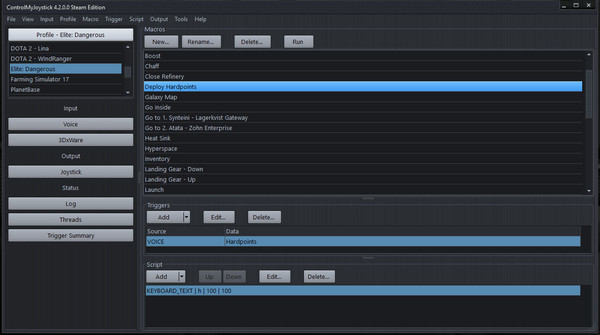 ControlMyJoystick 4.2.0.0 Steam Edition
File View Input Profile Macro Trigger Script Output Tools Help
Profile - Elite: Dangerous
DOTA 2 - Lina
DOTA 2 - WindRanger
Elite: Dangerous
Farming Simulator 17
PlanetBase
Input
Voice
3DxWare
Output
Joystick
Status
Log
Threads
Trigger Summary
Macros
New... Rename... Delete... Run
Boost
Chaff
Close Refinery
Deploy Hardpoints
Galaxy Map
Go Inside
Go to 1. Synteini - Lagerkvist Gateway
Go to 2. Atata - Zohn Enterprise
Heat Sink
Hyperspace
Inventory
Landing Gear - Down
Landing Gear - Up
Launch
Triggers
Add Edit... Delete...
Source Data
VOICE Hardpoints
Script
Add Up Down Edit... Delete...
KEYBOARD_TEXT | h | 100 | 100